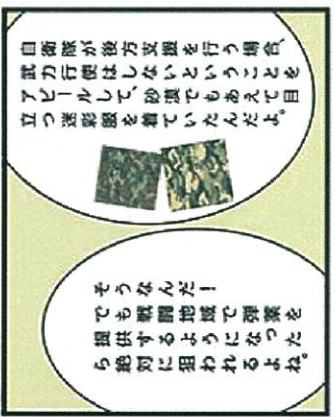 自衛隊が後方支援を行う場合、
武力行使はしないということを
アピールして、砂漠でもあえて目
立つ迷彩服を着ていたんだよ。
そうなんだ！
でも戦闘地域で弾薬を
提供するようになった
ら絶対に狙われるよね。